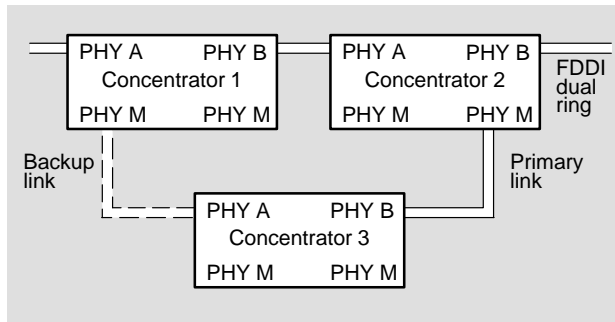 PHY A PHY B
Concentrator 1
PHY M PHY M
PHY A PHY B
Concentrator 2
PHY M PHY M
FDDI
dual
ring
Backup
link
Primary
link
PHY A PHY B
Concentrator 3
PHY M PHY M